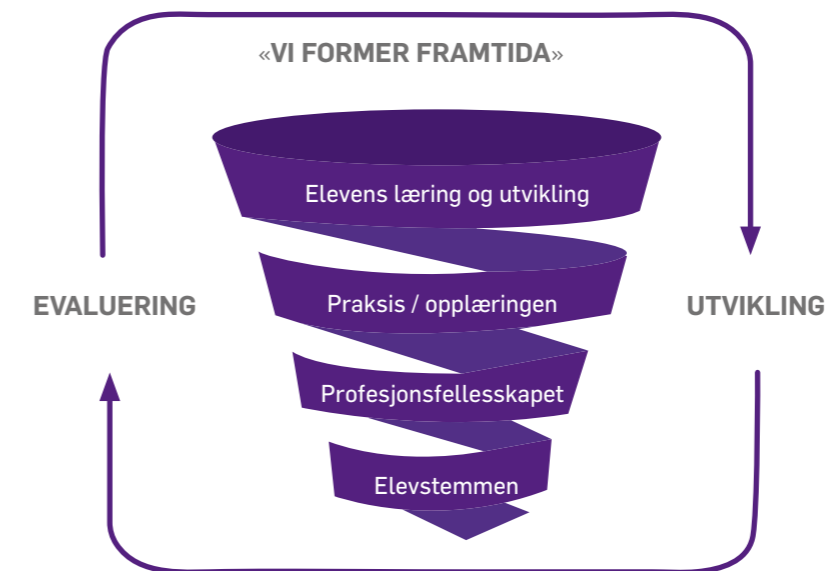 «VI FORMER FRAMTIDA»
Elevens læring og utvikling
EVALUERING
Praksis / opplæringen
UTVIKLING
Profesjonsfellesskapet
Elevstemmen